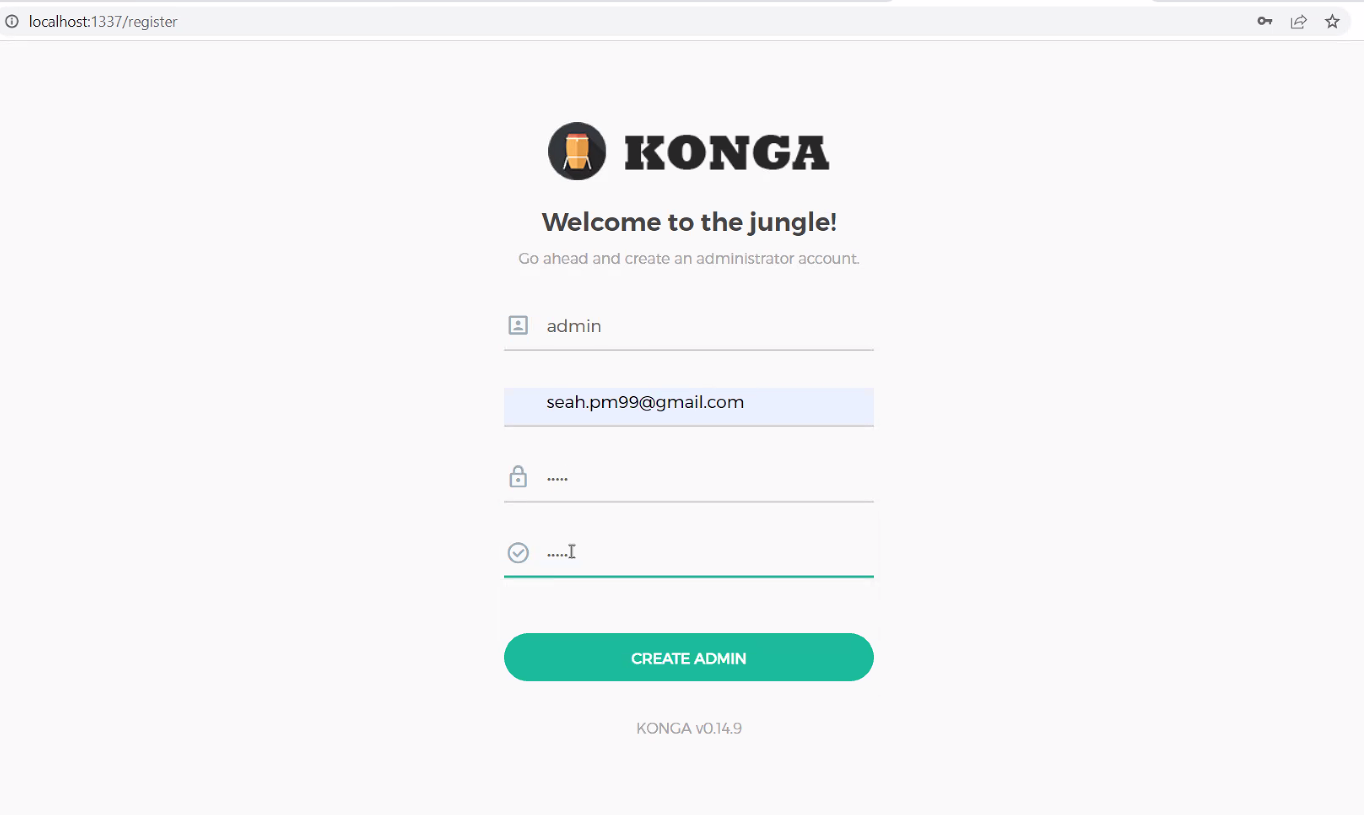 localhost:1337/register
KONGA
Welcome to the jungle!
Go ahead and create an administrator account.
admin
seah.pm99@gmail.com
•••••
•••••
CREATE ADMIN
KONGA v0.14.9